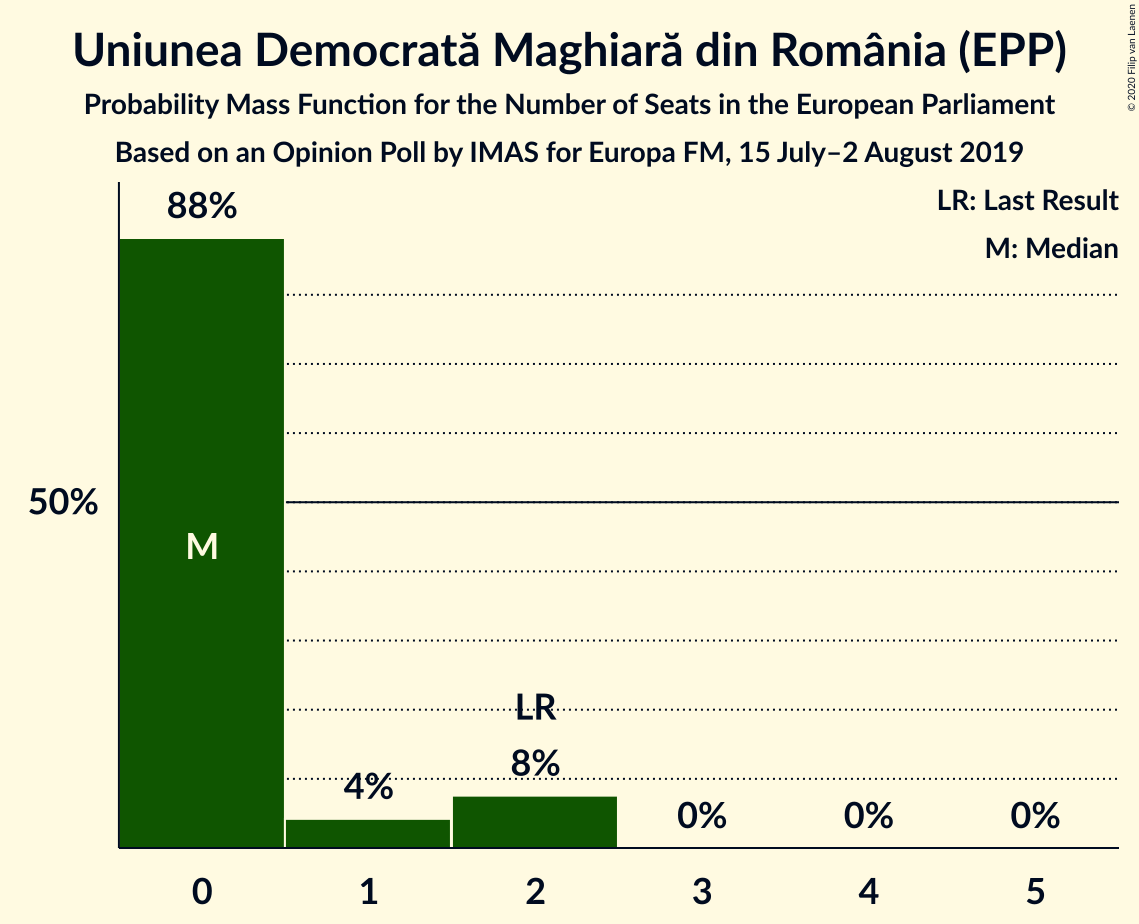 Uniunea Democrată Maghiară din România (EPP)
Probability Mass Function for the Number of Seats in the European Parliament
Based on an Opinion Poll by IMAS for Europa FM, 15 July–2 August 2019
© 2020 Filip van Laenen
LR: Last Result
M: Median
88%
50%
M
LR
4%
8%
0%
0%
0%
0
1
2
3
4
5